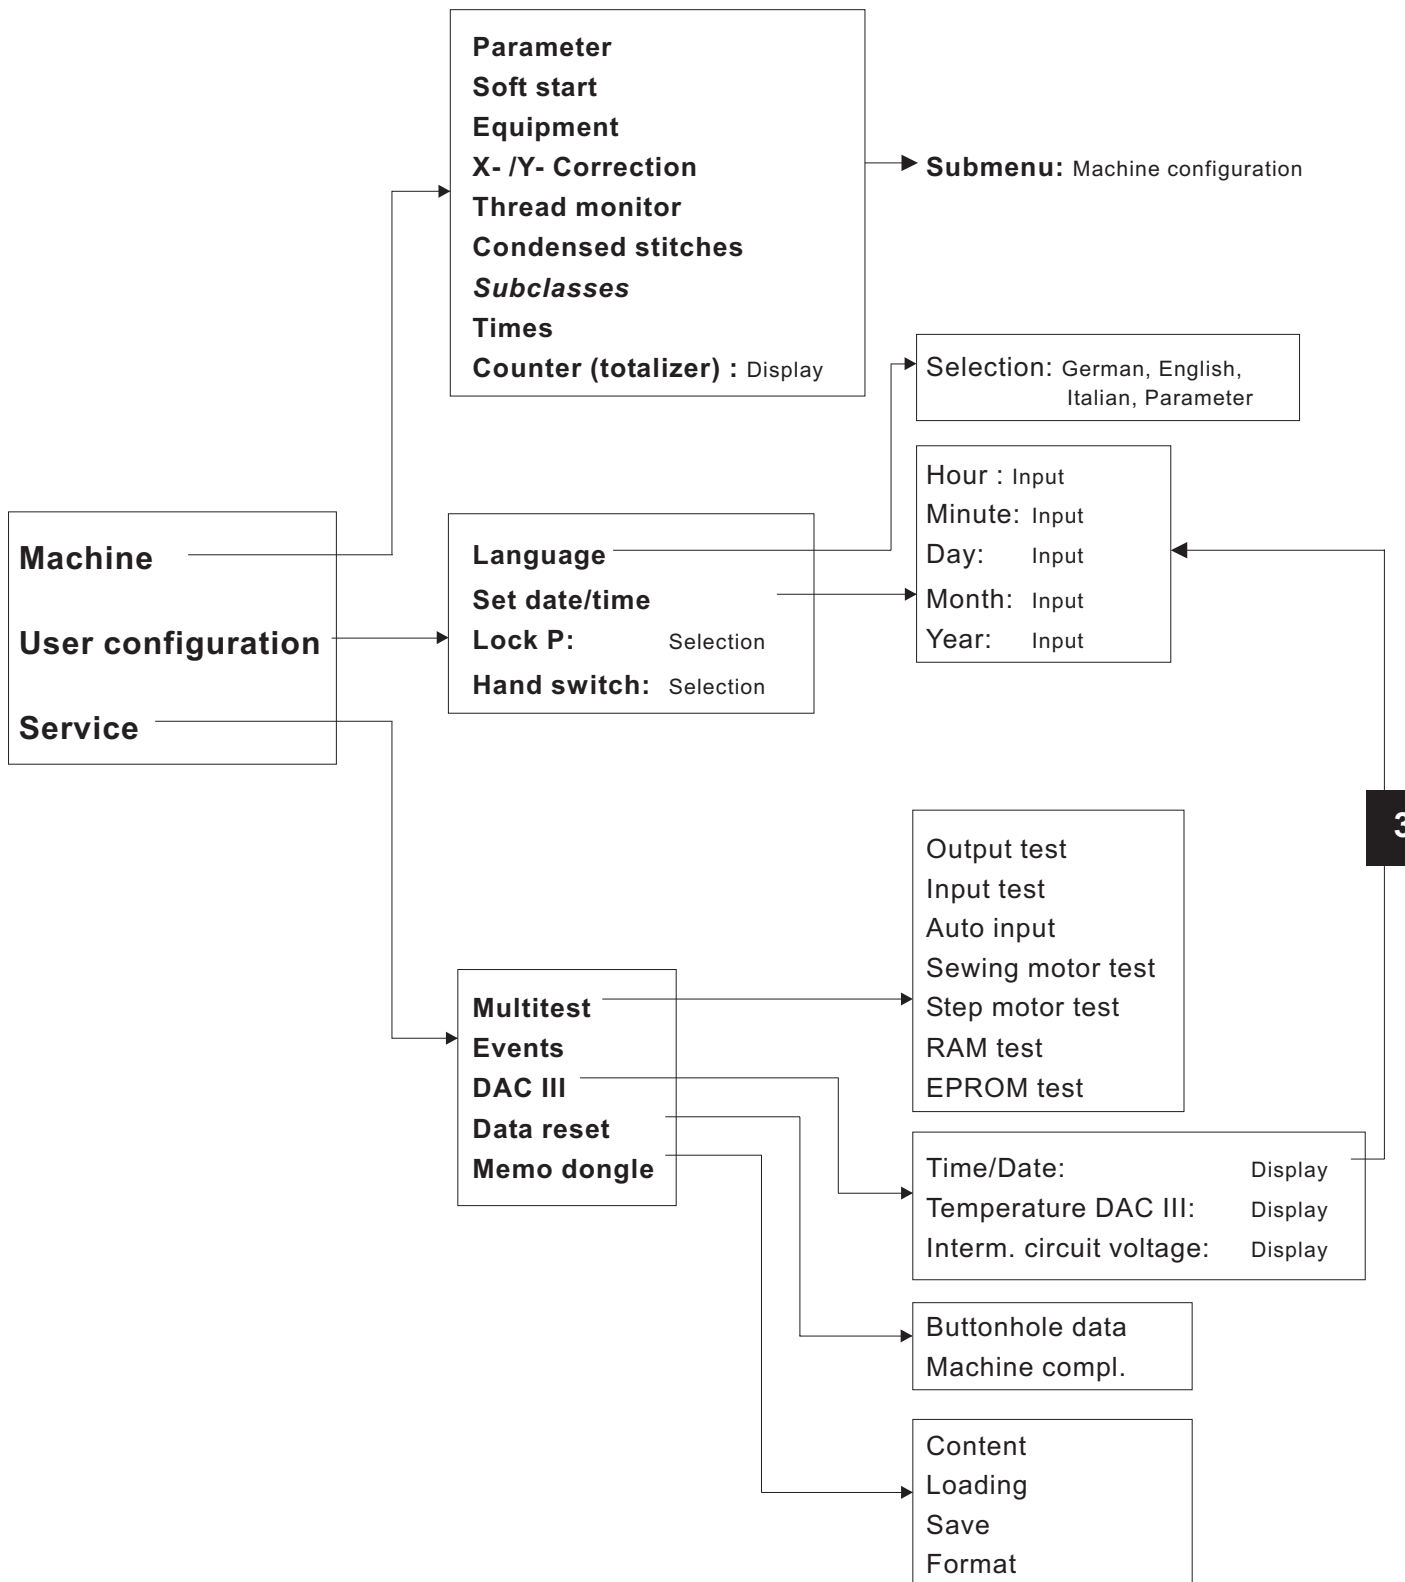 Parameter
Soft start
Equipment
X- /Y- Correction
Thread monitor
Condensed stitches
Subclasses
Times
Counter (totalizer) : Display
Submenu: Machine configuration
Selection: German, English,
Italian, Parameter
Hour : Input
Minute: Input
Day: Input
Month: Input
Year: Input
Machine
User configuration
Service
Language
Set date/time
Lock P: Selection
Hand switch: Selection
3
Output test
Input test
Auto input
Sewing motor test
Step motor test
RAM test
EPROM test
Multitest
Events
DAC III
Data reset
Memo dongle
Time/Date: Display
Temperature DAC III: Display
Interm. circuit voltage: Display
Buttonhole data
Machine compl.
Content
Loading
Save
Format